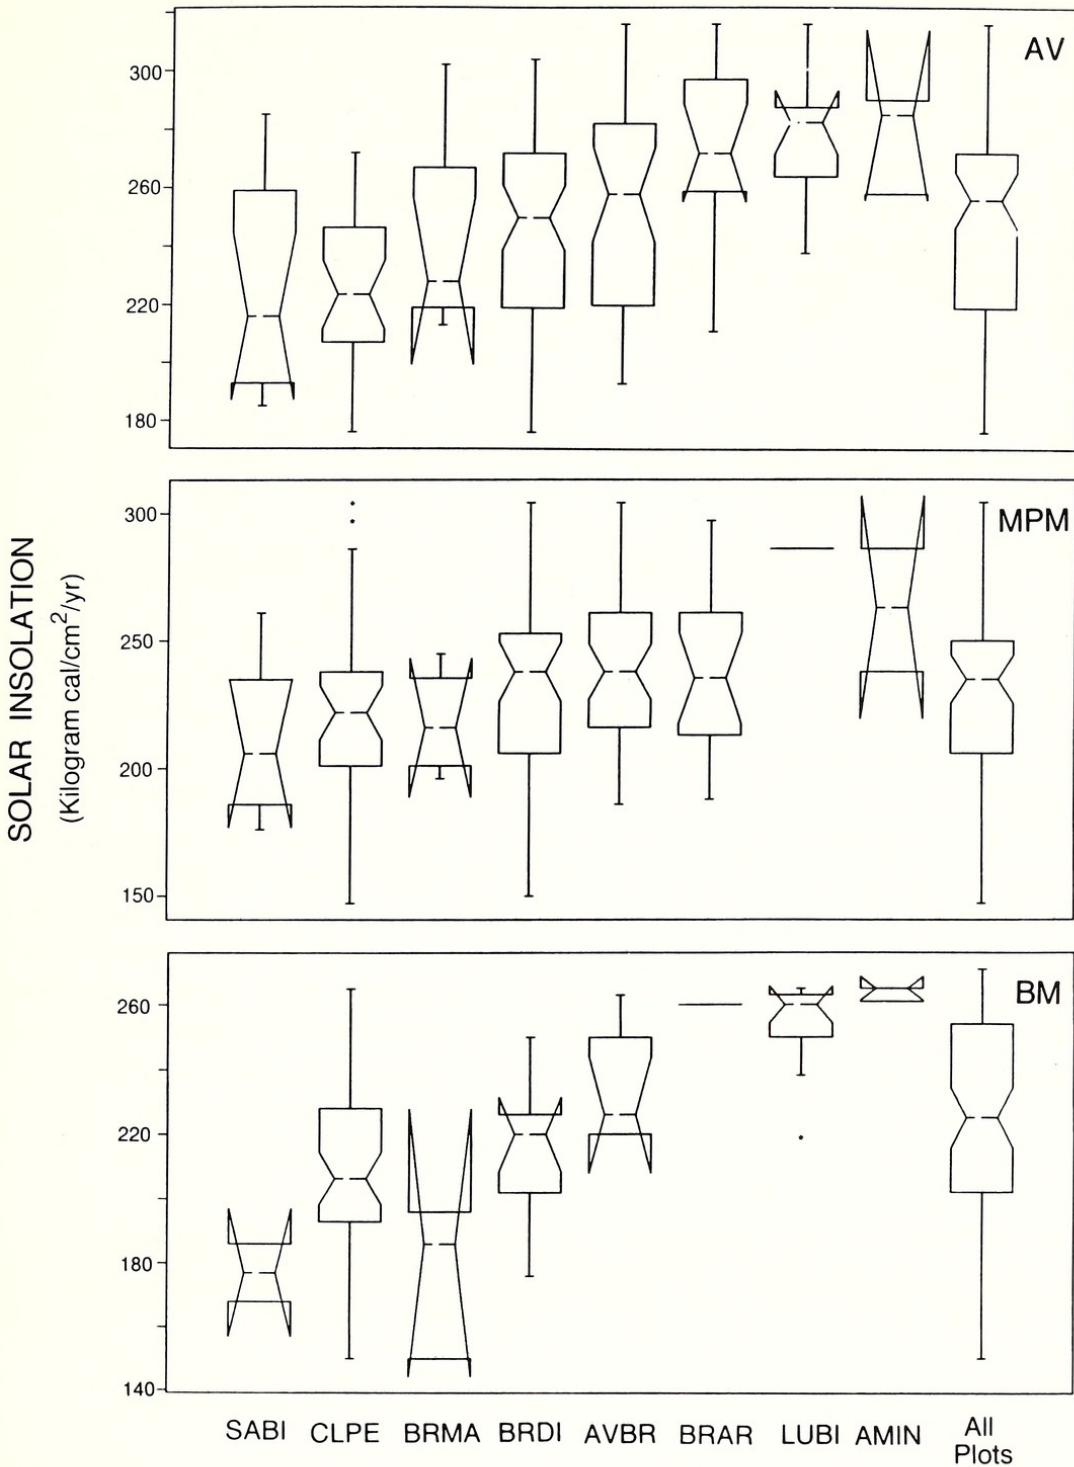 AV
300
260
220
180
MPM
300
250
200
150
BM
260
220
180
140
SOLAR INSOLATION
(Kilogram cal/cm²/yr)
SABI CLPE BRMA BRDI AVBR BRAR LUBI AMIN All
Plots